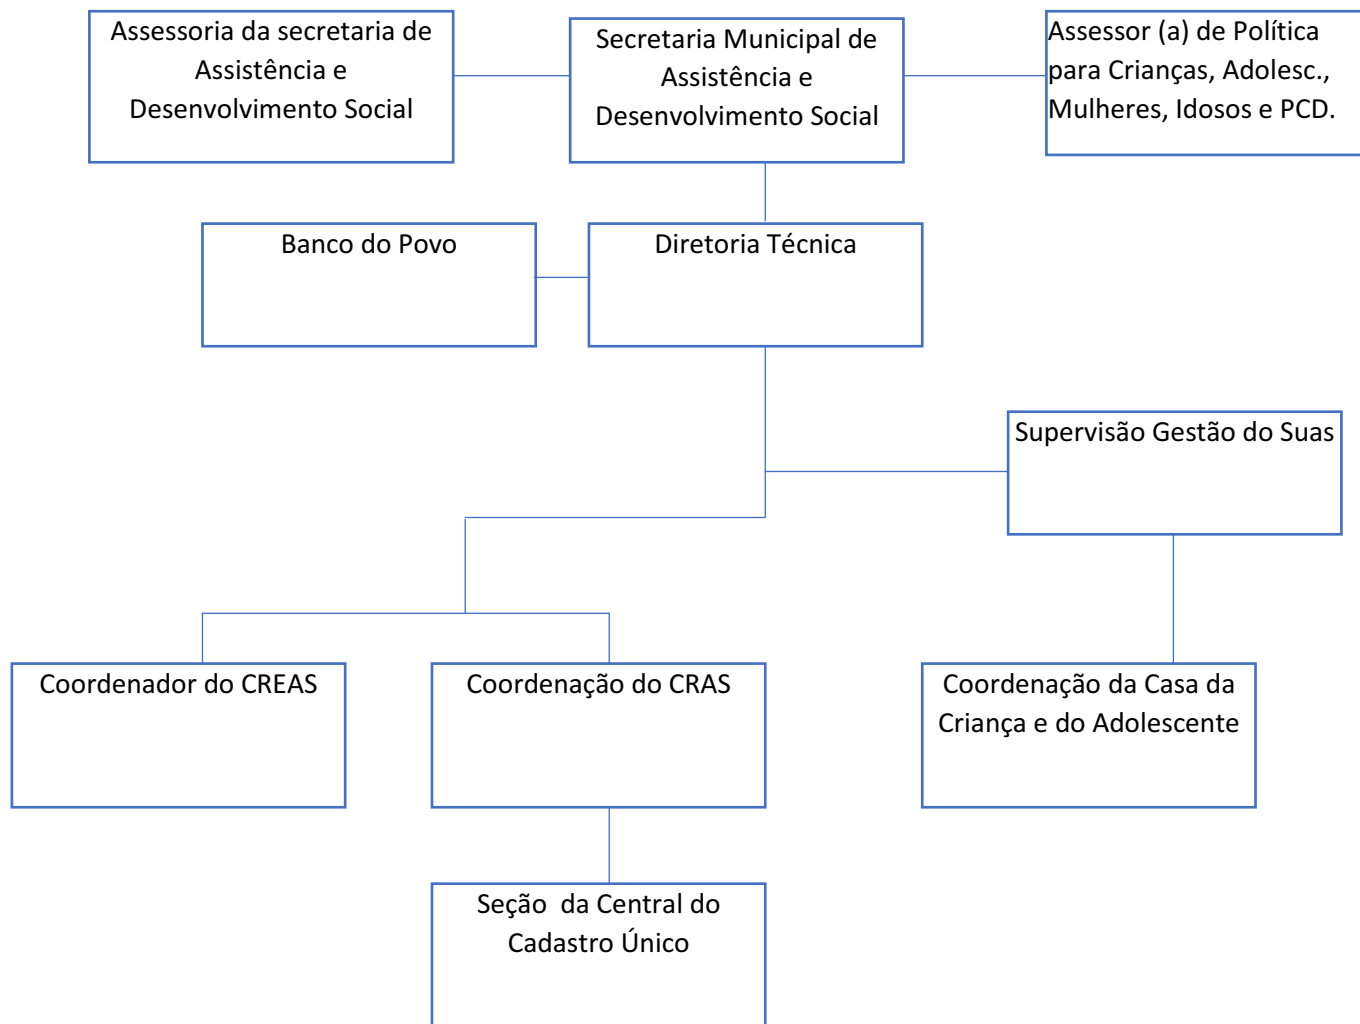 Assessoria da secretaria de
Assistência e
Desenvolvimento Social
Secretaria Municipal de
Assistência e
Desenvolvimento Social
Assessor (a) de Política
para Crianças, Adolesc.,
Mulheres, Idosos e PCD.
Banco do Povo
Diretoria Técnica
Supervisão Gestão do Suas
Coordenador do CREAS
Coordenação do CRAS
Coordenação da Casa da
Criança e do Adolescente
Seção  da Central do
Cadastro Único